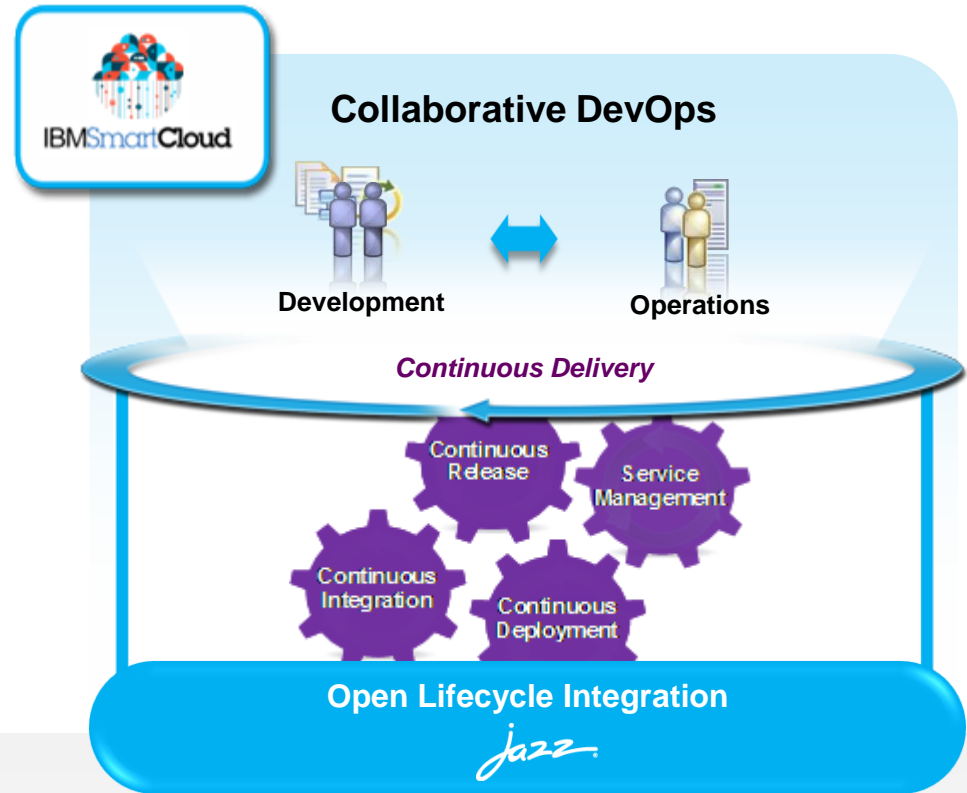 IBMSmartCloud
Collaborative DevOps
Development
Operations
Continuous Delivery
Continuous
Release
Service
Management
Continuous
Integration
Continuous
Deployment
Open Lifecycle Integration
jazz